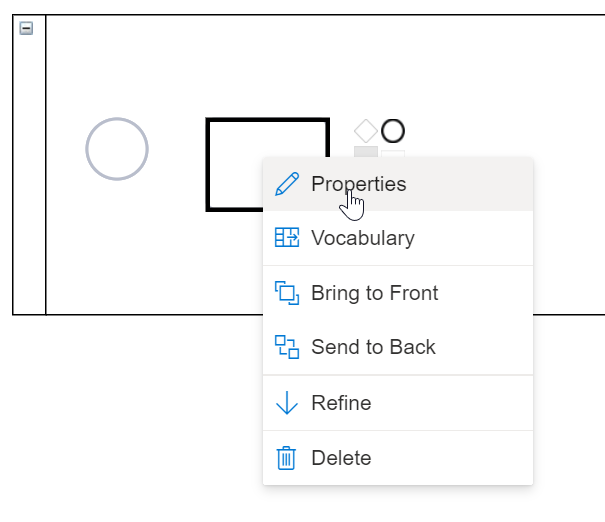 Properties
Vocabulary
Bring to Front
Send to Back
Refine
Delete